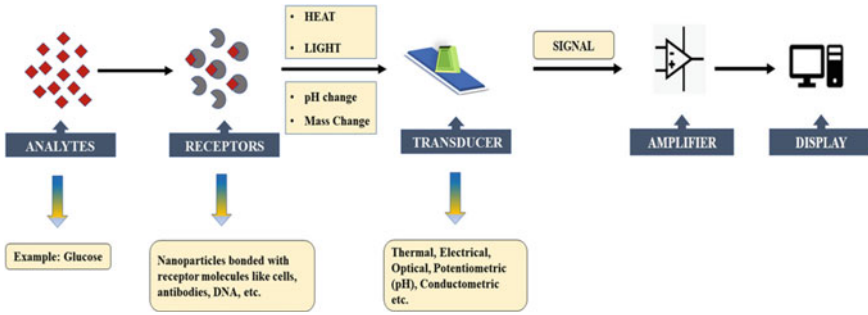 • HEAT
• LIGHT
• pH change
• Mass Change
SIGNAL
ANALYTES
RECEPTORS
TRANSDUCER
AMPLIFIER
DISPLAY
Example: Glucose
Nanoparticles bonded with
receptor molecules like cells,
antibodies, DNA, etc.
Thermal, Electrical,
Optical, Potentiometric
(pH), Conductometric
etc.